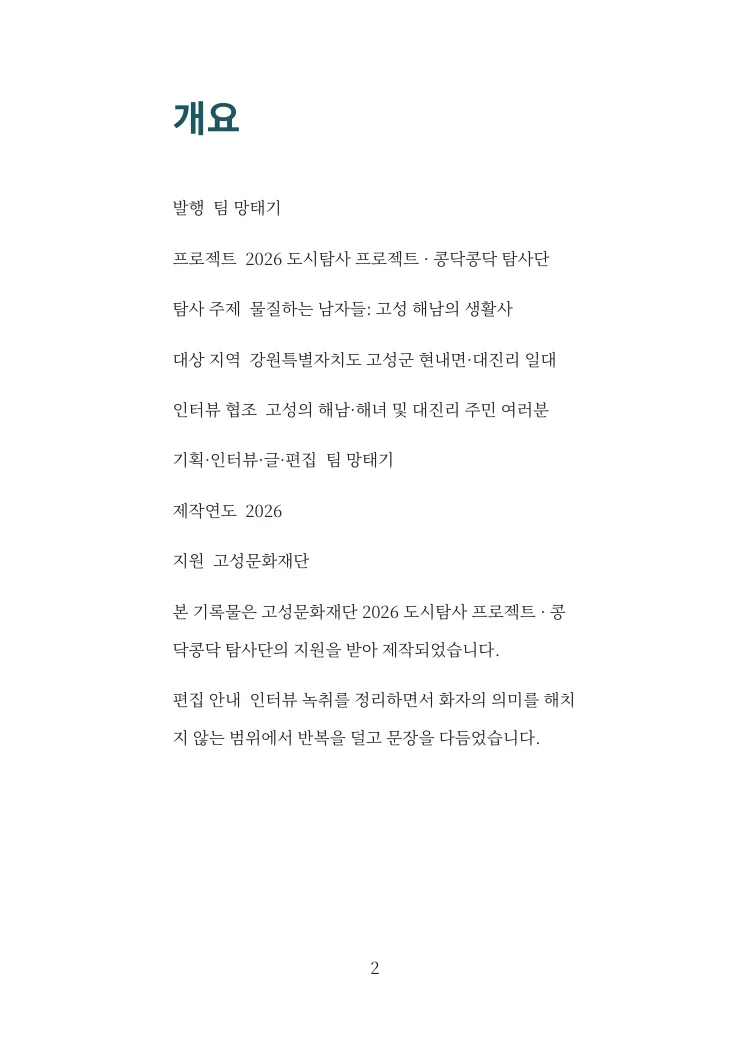 개요
발행  팀 망태기
프로젝트  2026 도시탐사 프로젝트 · 콩닥콩닥 탐사단
탐사 주제  물질하는 남자들: 고성 해남의 생활사
대상 지역  강원특별자치도 고성군 현내면·대진리 일대
인터뷰 협조  고성의 해남·해녀 및 대진리 주민 여러분
기획·인터뷰·글·편집  팀 망태기
제작연도  2026
지원  고성문화재단
본 기록물은 고성문화재단 2026 도시탐사 프로젝트 · 콩
닥콩닥 탐사단의 지원을 받아 제작되었습니다.
편집 안내  인터뷰 녹취를 정리하면서 화자의 의미를 해치
지 않는 범위에서 반복을 덜고 문장을 다듬었습니다.
2